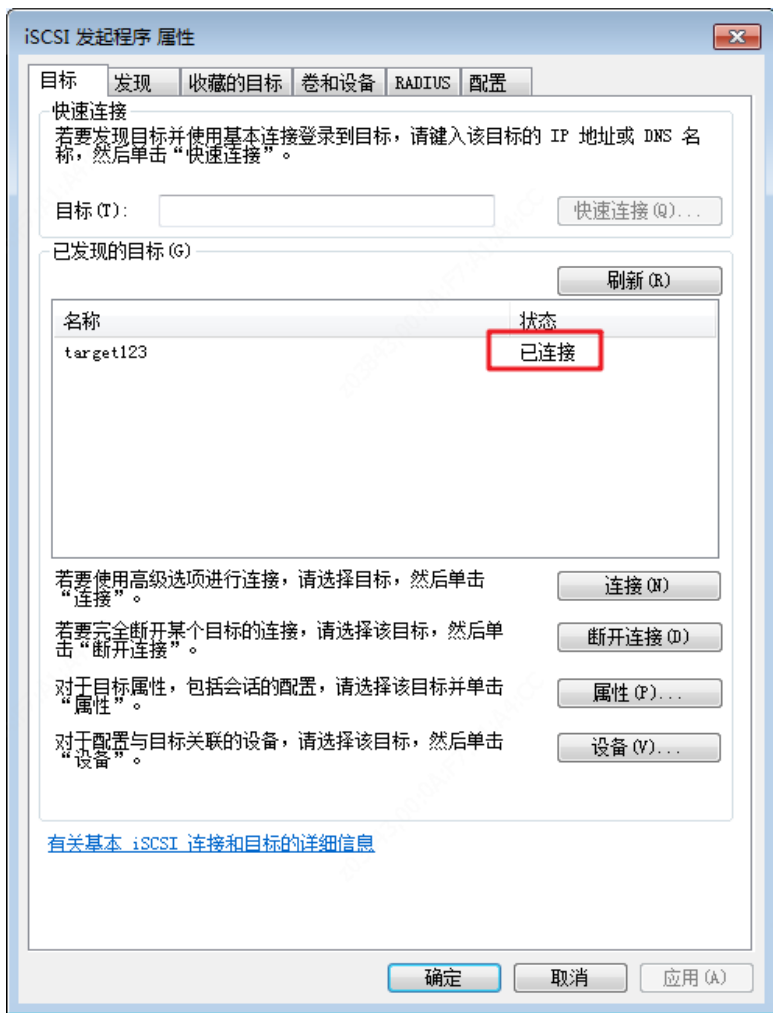 iSCSI 发起程序 属性
目标 发现 收藏的目标 卷和设备 RADIUS 配置
快速连接
若要发现目标并使用基本连接登录到目标，请键入该目标的 IP 地址或 DNS 名
称，然后单击“快速连接”。
目标(T): 快速连接(Q)...
已发现的目标(G)
刷新(R)
名称 状态
target123 已连接
若要使用高级选项进行连接，请选择目标，然后单击
“连接”。
连接(N)
若要完全断开某个目标的连接，请选择该目标，然后单
击“断开连接”。
断开连接(D)
对于目标属性，包括会话的配置，请选择该目标并单击
“属性”。
属性(P)...
对于配置与目标关联的设备，请选择该目标，然后单击
“设备”。
设备(V)...
有关基本 iSCSI 连接和目标的详细信息
确定 取消 应用(A)